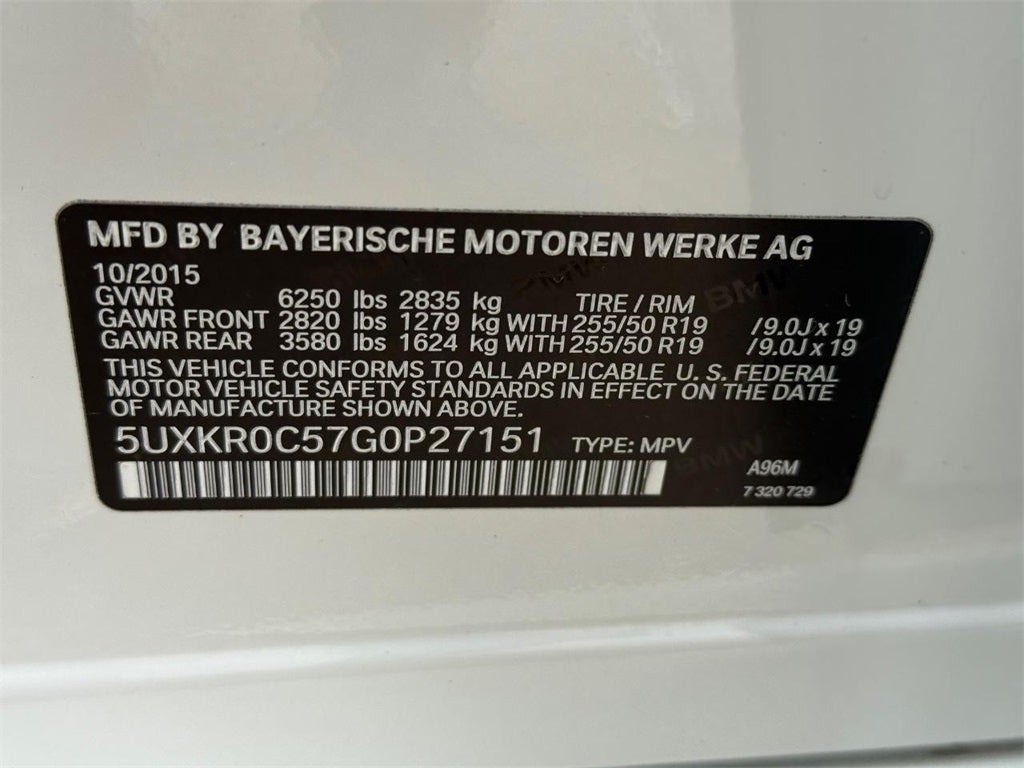 MFD BY BAYERISCHE MOTOREN WERKE AG
10/2015
GVWR 6250 lbs 2835 kg TIRE / RIM
GAWR FRONT 2820 lbs 1279 kg WITH 255/50 R19 /9.0J x 19
GAWR REAR 3580 lbs 1624 kg WITH 255/50 R19 /9.0J x 19
THIS VEHICLE CONFORMS TO ALL APPLICABLE U. S. FEDERAL
MOTOR VEHICLE SAFETY STANDARDS IN EFFECT ON THE DATE
OF MANUFACTURE SHOWN ABOVE.
5UXKR0C57G0P27151 TYPE: MPV
A96M
7 320 729
BMW
BMW
BMW